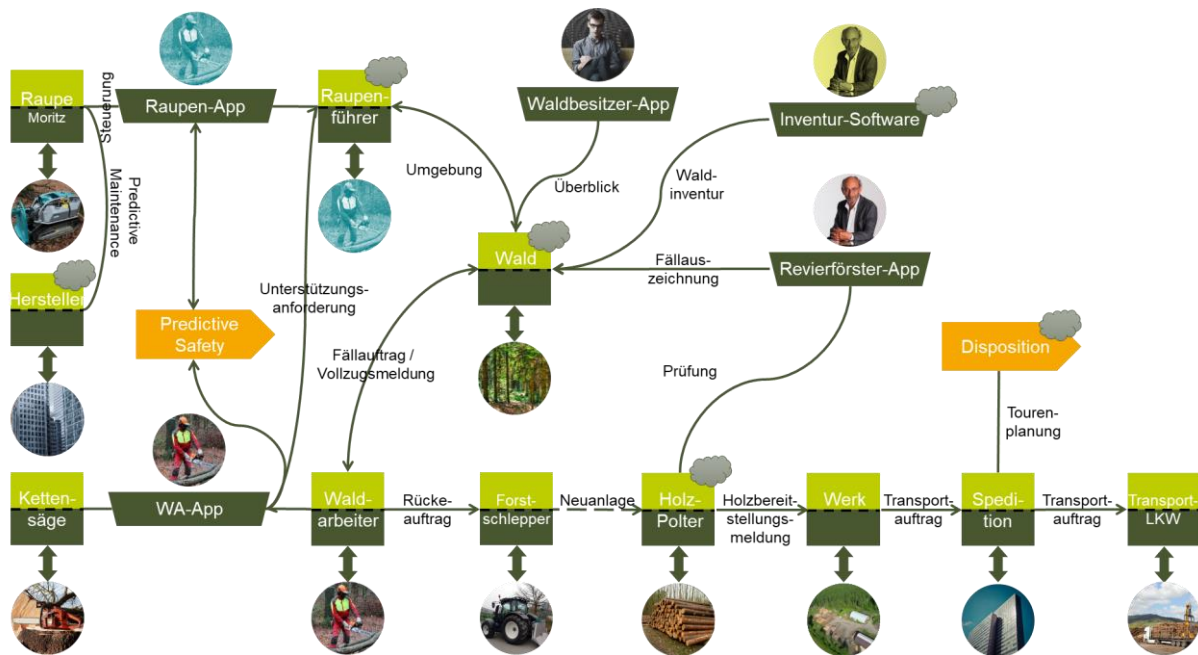 Raupe
Moritz
Steuerung
Raupen-App
Raupen-
führer
Waldbesitzer-App
Inventur-Software
Predictive
Maintenance
Umgebung
Überblick
Wald-
inventur
Wald
Fällaus-
zeichnung
Revierförster-App
Hersteller
Unterstützungs-
anforderung
Predictive
Safety
Fällauftrag /
Vollzugsmeldung
Prüfung
Disposition
Touren-
planung
Ketten-
säge
WA-App
Wald-
arbeiter
Rücke-
auftrag
Forst-
schlepper
Neuanlage
Holz-
Polter
Holzbereit-
stellungs-
meldung
Werk
Transport-
auftrag
Spedi-
tion
Transport-
auftrag
Transport-
LKW